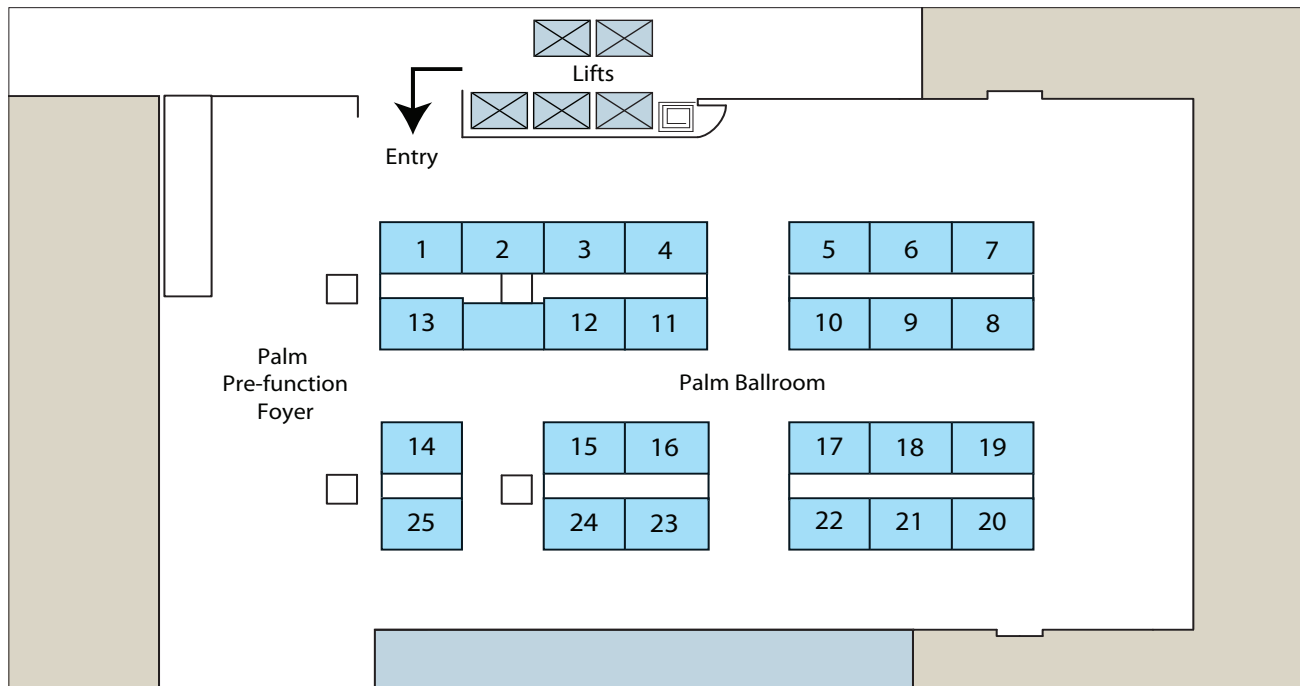 Lifts
Entry
1 2 3 4 5 6 7
13 12 11 10 9 8
Palm
Pre-function
Foyer
Palm Ballroom
14 15 16 17 18 19
25 24 23 22 21 20